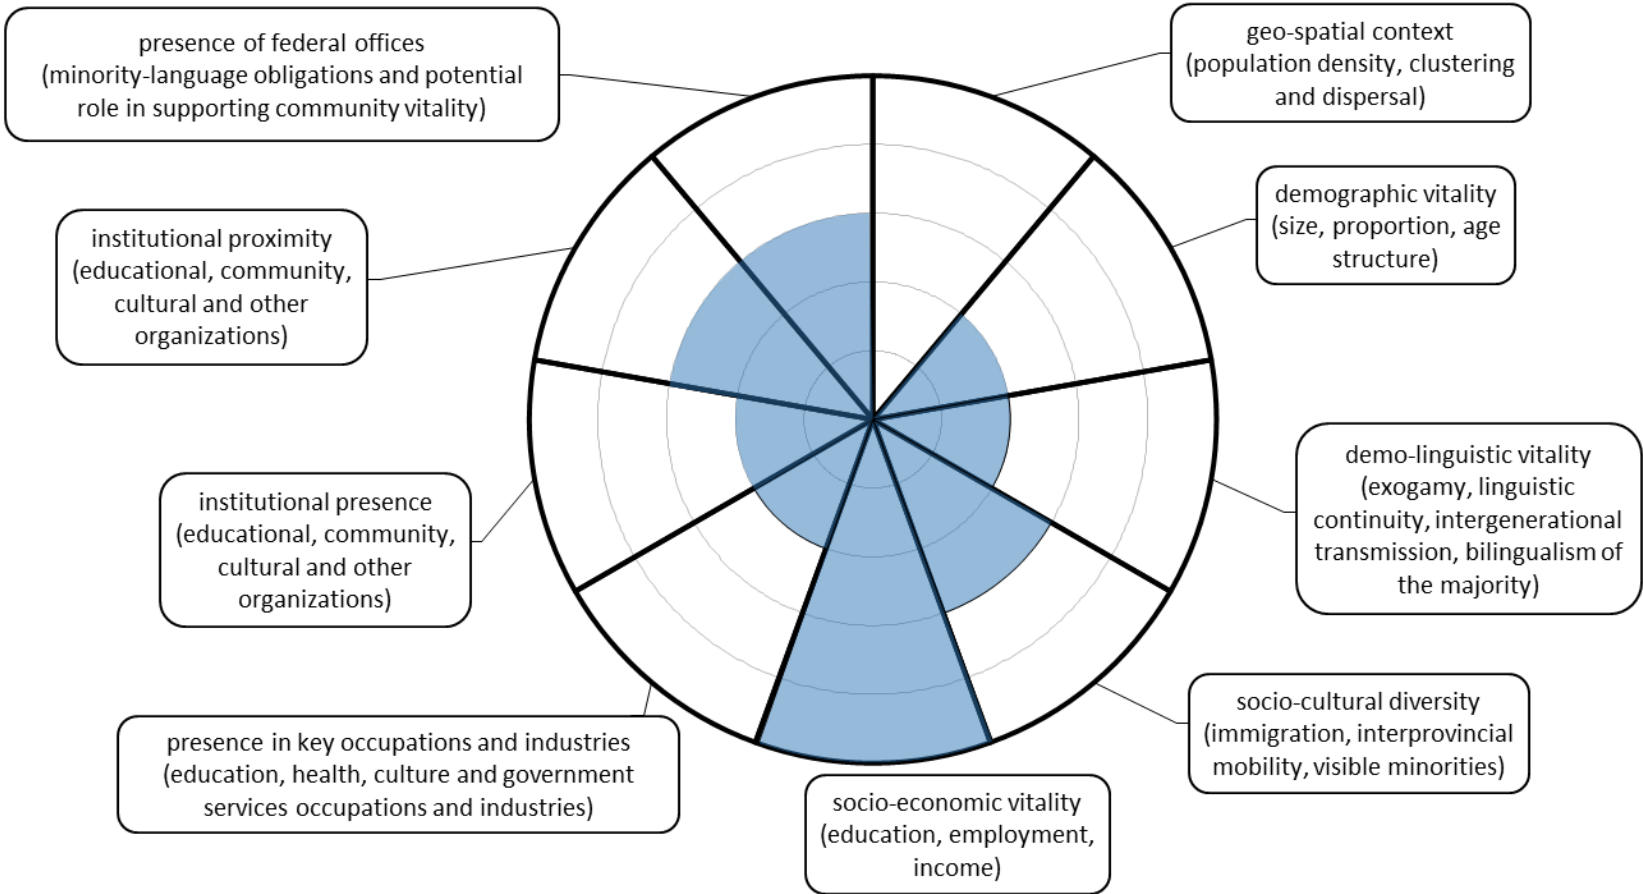 presence of federal offices
(minority-language obligations and potential
role in supporting community vitality)
geo-spatial context
(population density, clustering
and dispersal)
demographic vitality
(size, proportion, age
structure)
institutional proximity
(educational, community,
cultural and other
organizations)
demo-linguistic vitality
(exogamy, linguistic
continuity, intergenerational
transmission, bilingualism of
the majority)
institutional presence
(educational, community,
cultural and other
organizations)
socio-cultural diversity
(immigration, interprovincial
mobility, visible minorities)
presence in key occupations and industries
(education, health, culture and government
services occupations and industries)
socio-economic vitality
(education, employment,
income)